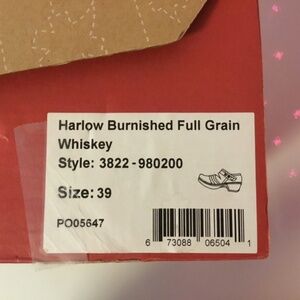 Harlow Burnished Full Grain
Whiskey
Style: 3822-980200
Size: 39
PO05647
6 73088 06504 1